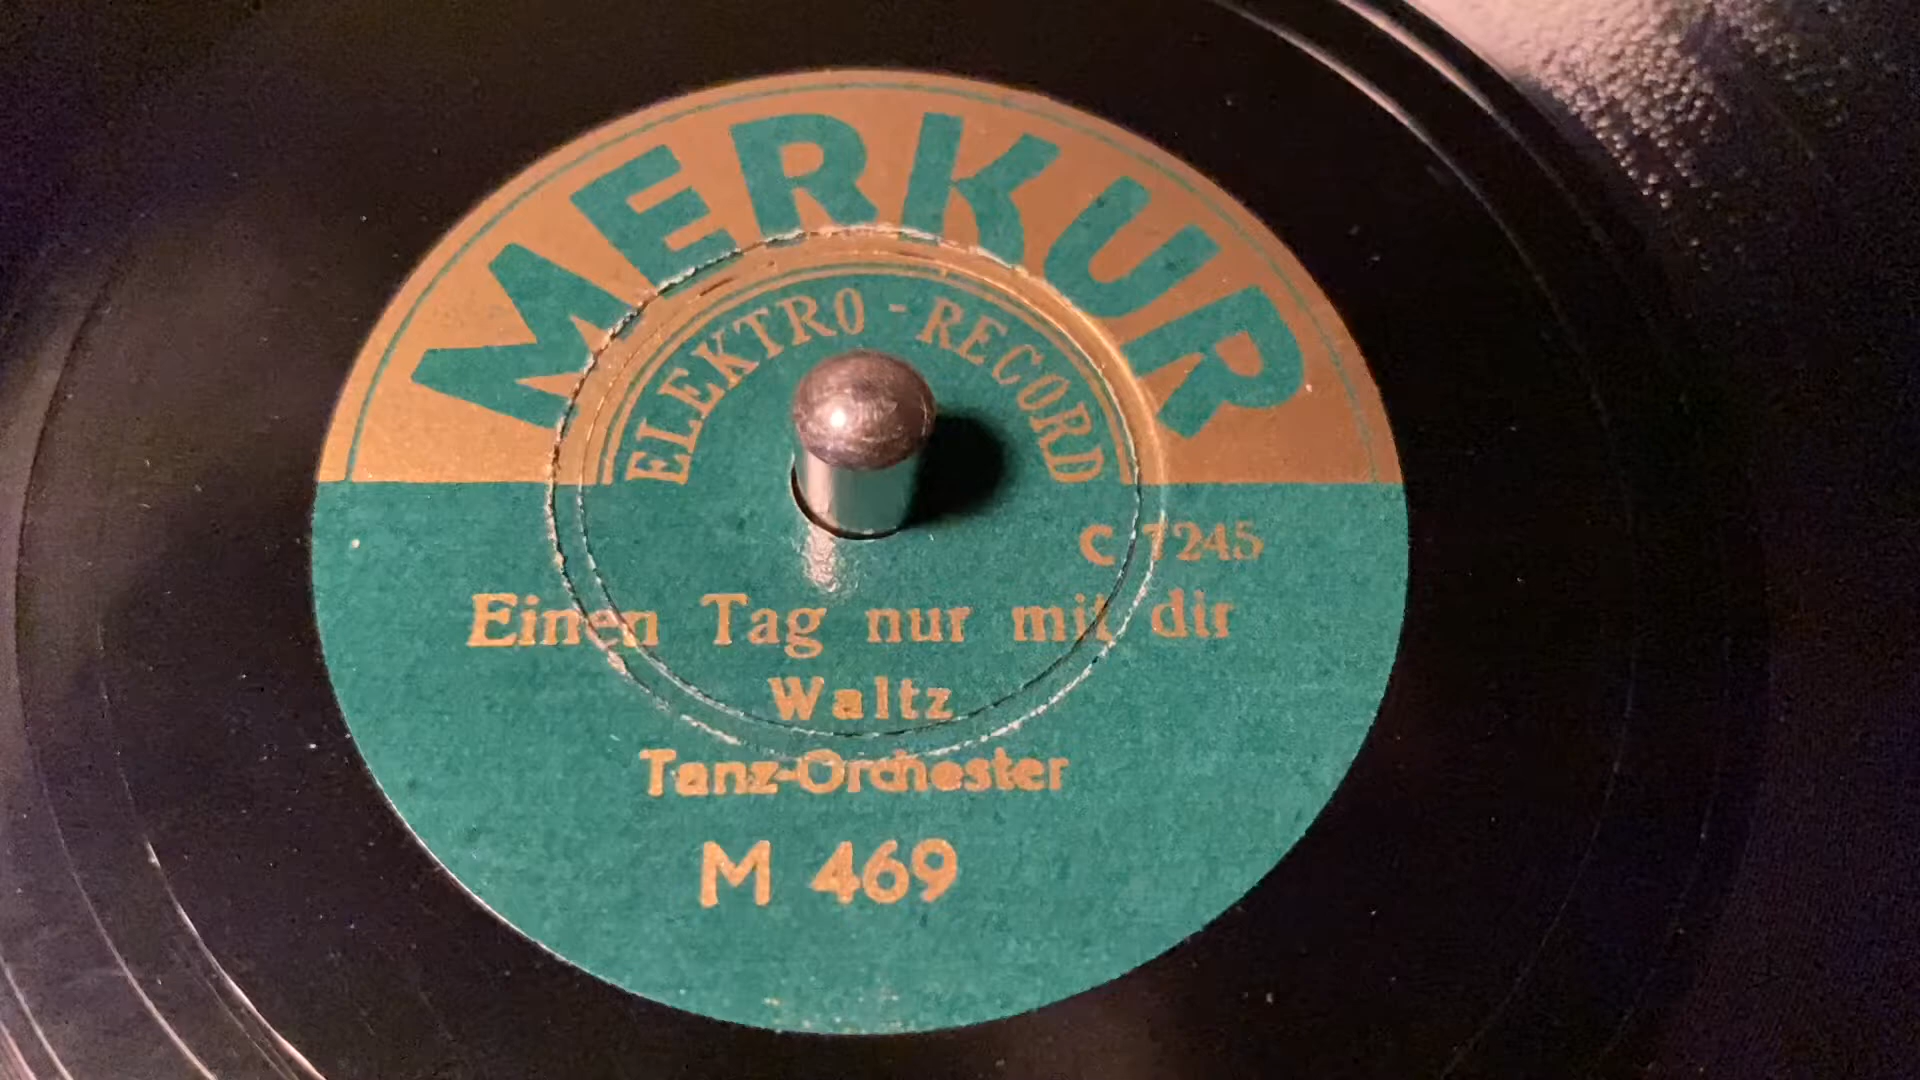 MERKUR
ELEKTRO - RECORD
C 7245
Einen Tag nur mit dir
Waltz
Tanz-Orchester
M 469